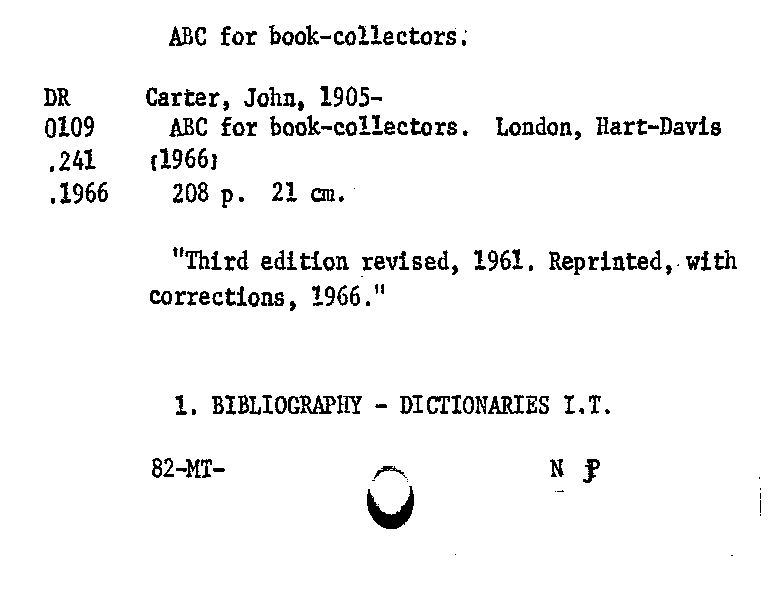 ABC for book-collectors.
DR Carter, John, 1905-
0109 ABC for book-collectors. London, Hart-Davis
.241 [1966]
.1966 208 p. 21 cm.
"Third edition revised, 1961. Reprinted, with
corrections, 1966."
1. BIBLIOGRAPHY - DICTIONARIES I.T.
82-MT- N